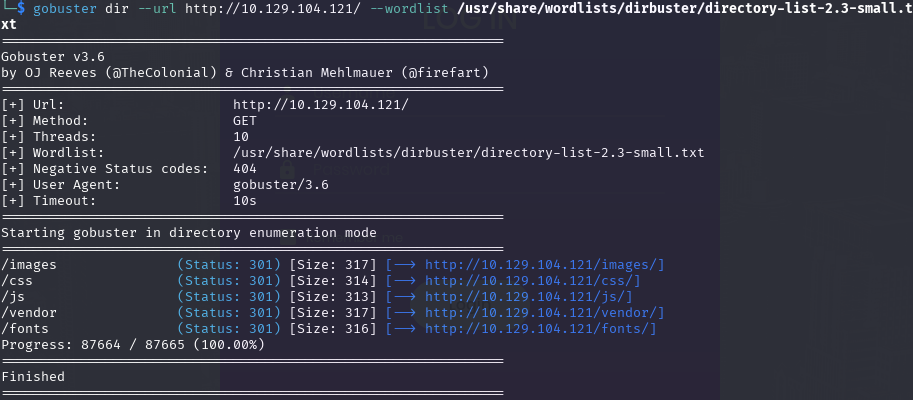 └─$ gobuster dir --url http://10.129.104.121/ --wordlist /usr/share/wordlists/dirbuster/directory-list-2.3-small.t
xt
===============================================================
Gobuster v3.6
by OJ Reeves (@TheColonial) & Christian Mehlmauer (@firefart)
===============================================================
[+] Url:                     http://10.129.104.121/
[+] Method:                  GET
[+] Threads:                 10
[+] Wordlist:                /usr/share/wordlists/dirbuster/directory-list-2.3-small.txt
[+] Negative Status codes:   404
[+] User Agent:              gobuster/3.6
[+] Timeout:                 10s
===============================================================
Starting gobuster in directory enumeration mode
===============================================================
/images               (Status: 301) [Size: 317] [--> http://10.129.104.121/images/]
/css                  (Status: 301) [Size: 314] [--> http://10.129.104.121/css/]
/js                   (Status: 301) [Size: 313] [--> http://10.129.104.121/js/]
/vendor               (Status: 301) [Size: 317] [--> http://10.129.104.121/vendor/]
/fonts                (Status: 301) [Size: 316] [--> http://10.129.104.121/fonts/]
Progress: 87664 / 87665 (100.00%)
===============================================================
Finished
===============================================================
LOG IN